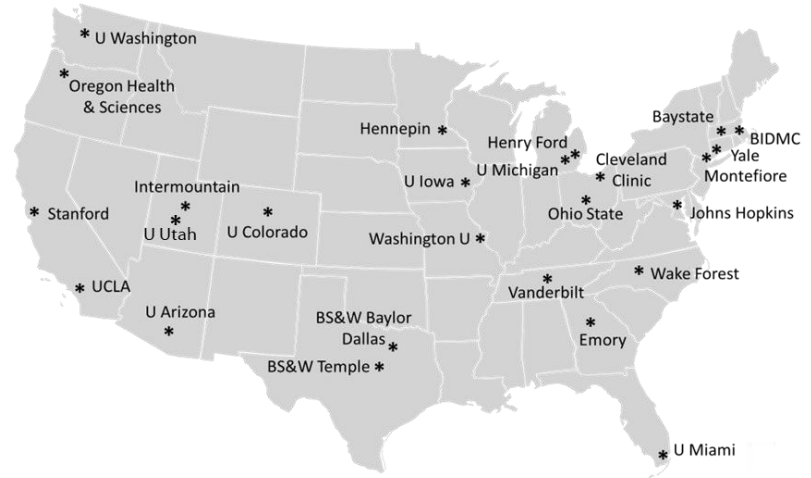 U Washington
Oregon Health
& Sciences
Baystate
Hennepin
BIDMC
Henry Ford
Yale
Cleveland
Clinic
U Michigan
Montefiore
U Iowa
Intermountain
Stanford
Ohio State
Johns Hopkins
U Utah
U Colorado
Washington U
Wake Forest
UCLA
Vanderbilt
U Arizona
BS&W Baylor
Dallas
Emory
BS&W Temple
U Miami